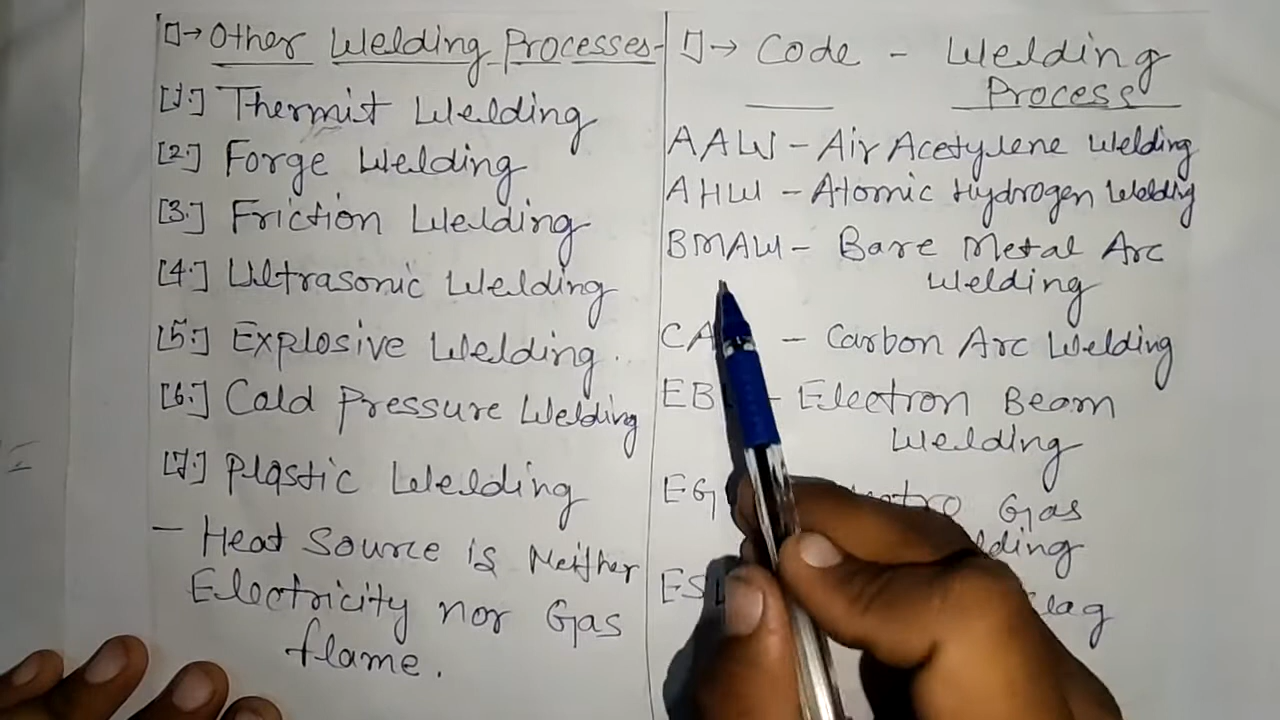 → Other Welding Processes-
[1.] Thermit Welding
[2.] Forge Welding
[3.] Friction Welding
[4.] Ultrasonic Welding
[5.] Explosive Welding.
[6.] Cold Pressure Welding
[7.] Plastic Welding
- Heat Source is Neither
Electricity nor Gas
flame.
→ Code - Welding
Process
AAW - Air Acetylene Welding
AHW - Atomic Hydrogen Welding
BMAW - Bare Metal Arc
Welding
CA - Carbon Arc Welding
EB - Electron Beam
Welding
EG Gas
ES